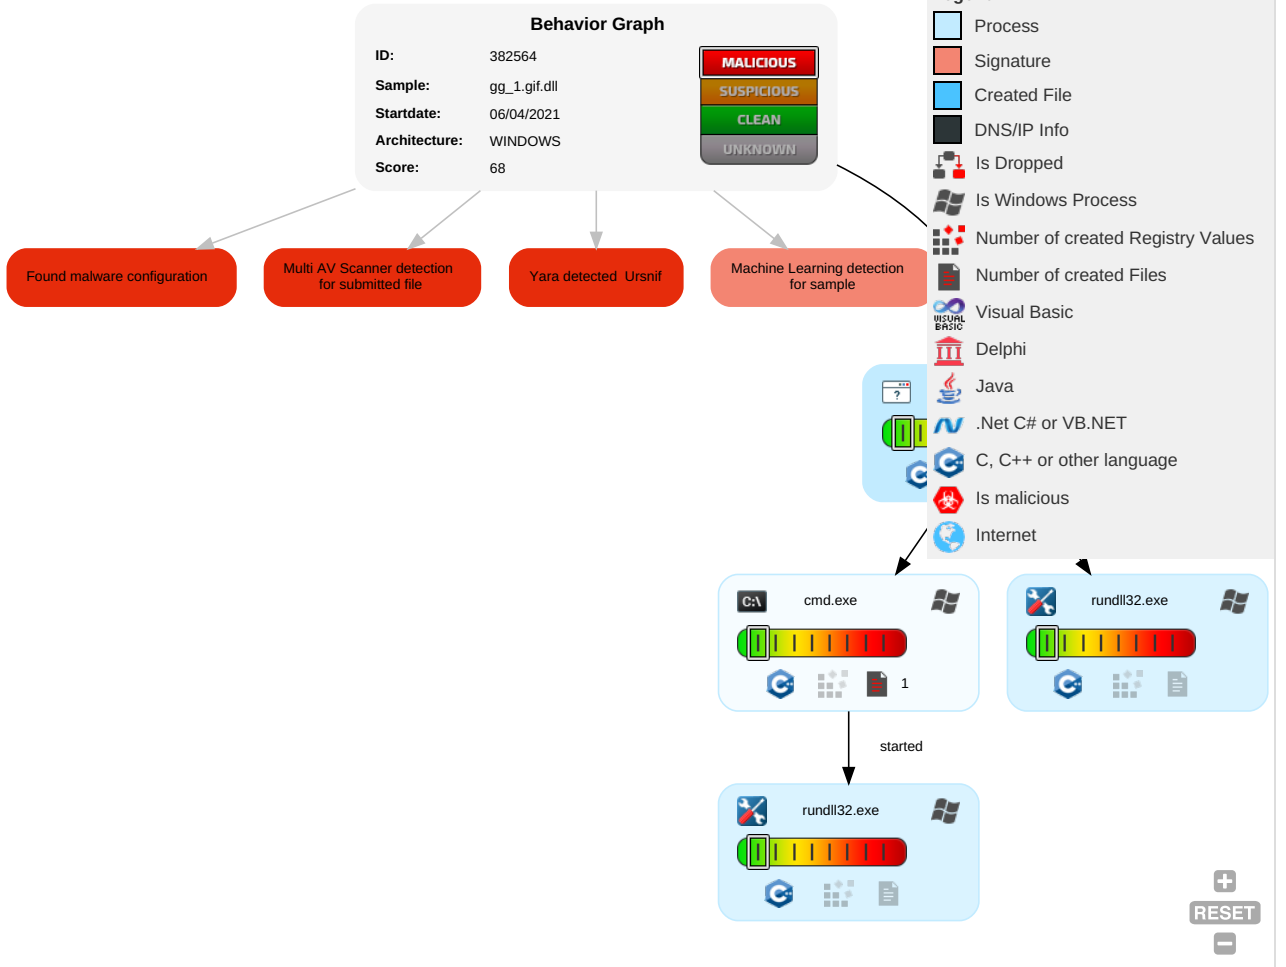 Behavior Graph
ID: 382564
Sample: gg_1.gif.dll
Startdate: 06/04/2021
Architecture: WINDOWS
Score: 68
MALICIOUS
SUSPICIOUS
CLEAN
UNKNOWN
Process
Signature
Created File
DNS/IP Info
Is Dropped
Is Windows Process
Number of created Registry Values
Number of created Files
VISUAL
BASIC
Visual Basic
Delphi
Java
.Net C# or VB.NET
C, C++ or other language
Is malicious
Internet
Found malware configuration
Multi AV Scanner detection
for submitted file
Yara detected Ursnif
Machine Learning detection
for sample
?
C:\
cmd.exe
1
rundll32.exe
started
rundll32.exe
RESET